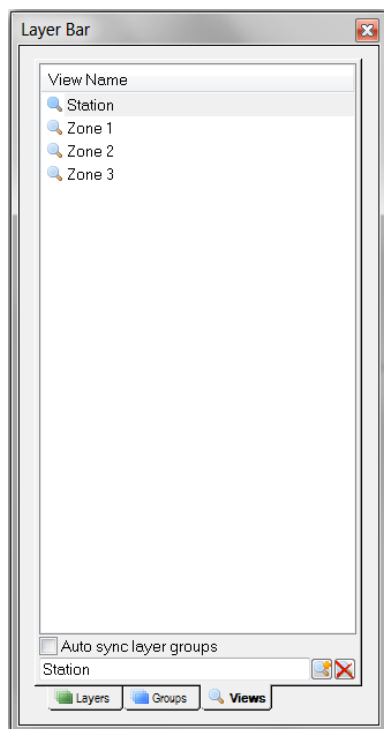 Layer Bar
View Name
Station
Zone 1
Zone 2
Zone 3
Auto sync layer groups
Station
Layers Groups Views